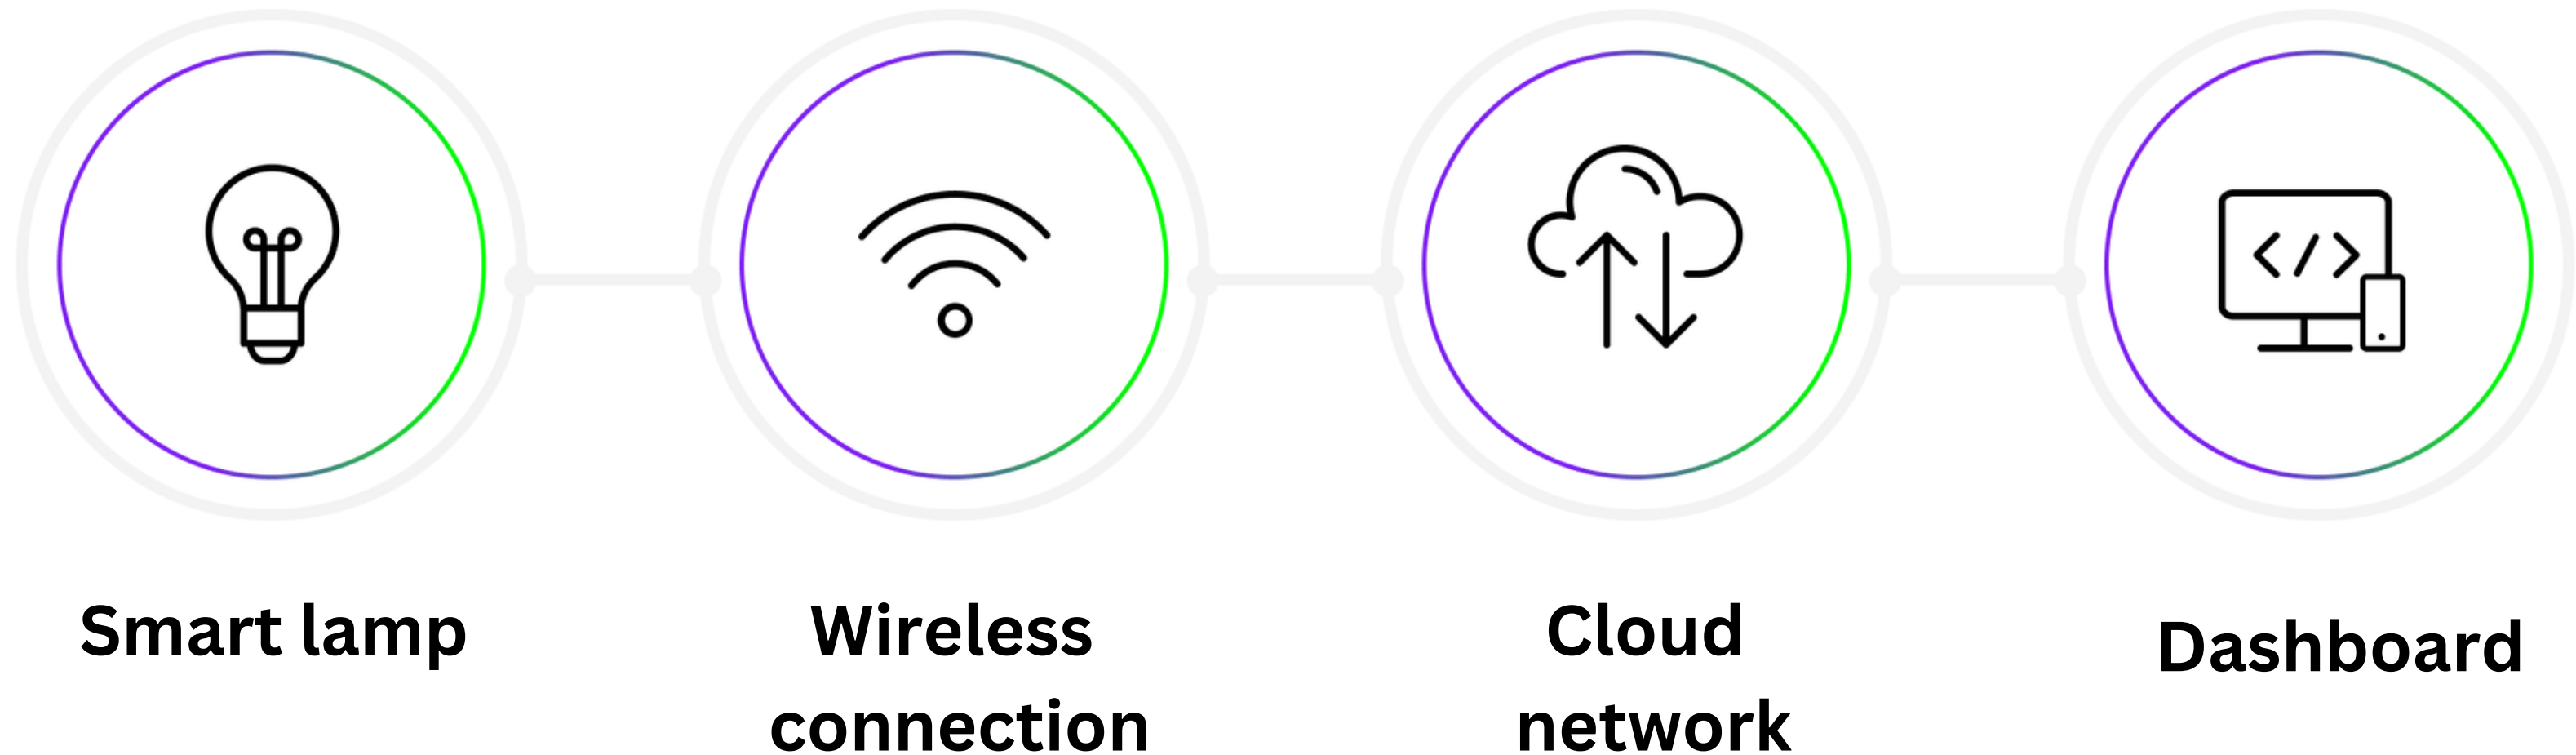 Smart lamp
Wireless
connection
Cloud
network
Dashboard